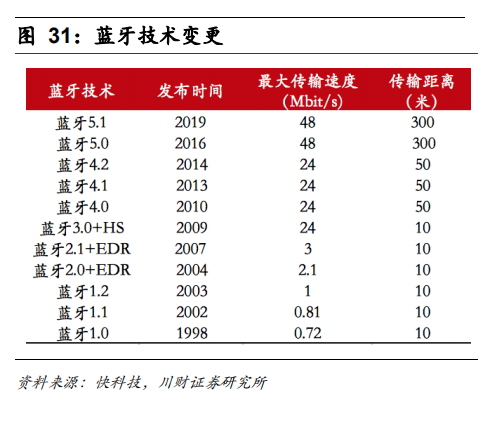 图 31：蓝牙技术变更
蓝牙技术 发布时间 最大传输速度（Mbit/s） 传输距离（米）
蓝牙5.1 2019 48 300
蓝牙5.0 2016 48 300
蓝牙4.2 2014 24 50
蓝牙4.1 2013 24 50
蓝牙4.0 2010 24 50
蓝牙3.0+HS 2009 24 10
蓝牙2.1+EDR 2007 3 10
蓝牙2.0+EDR 2004 2.1 10
蓝牙1.2 2003 1 10
蓝牙1.1 2002 0.81 10
蓝牙1.0 1998 0.72 10
资料来源：快科技，川财证券研究所